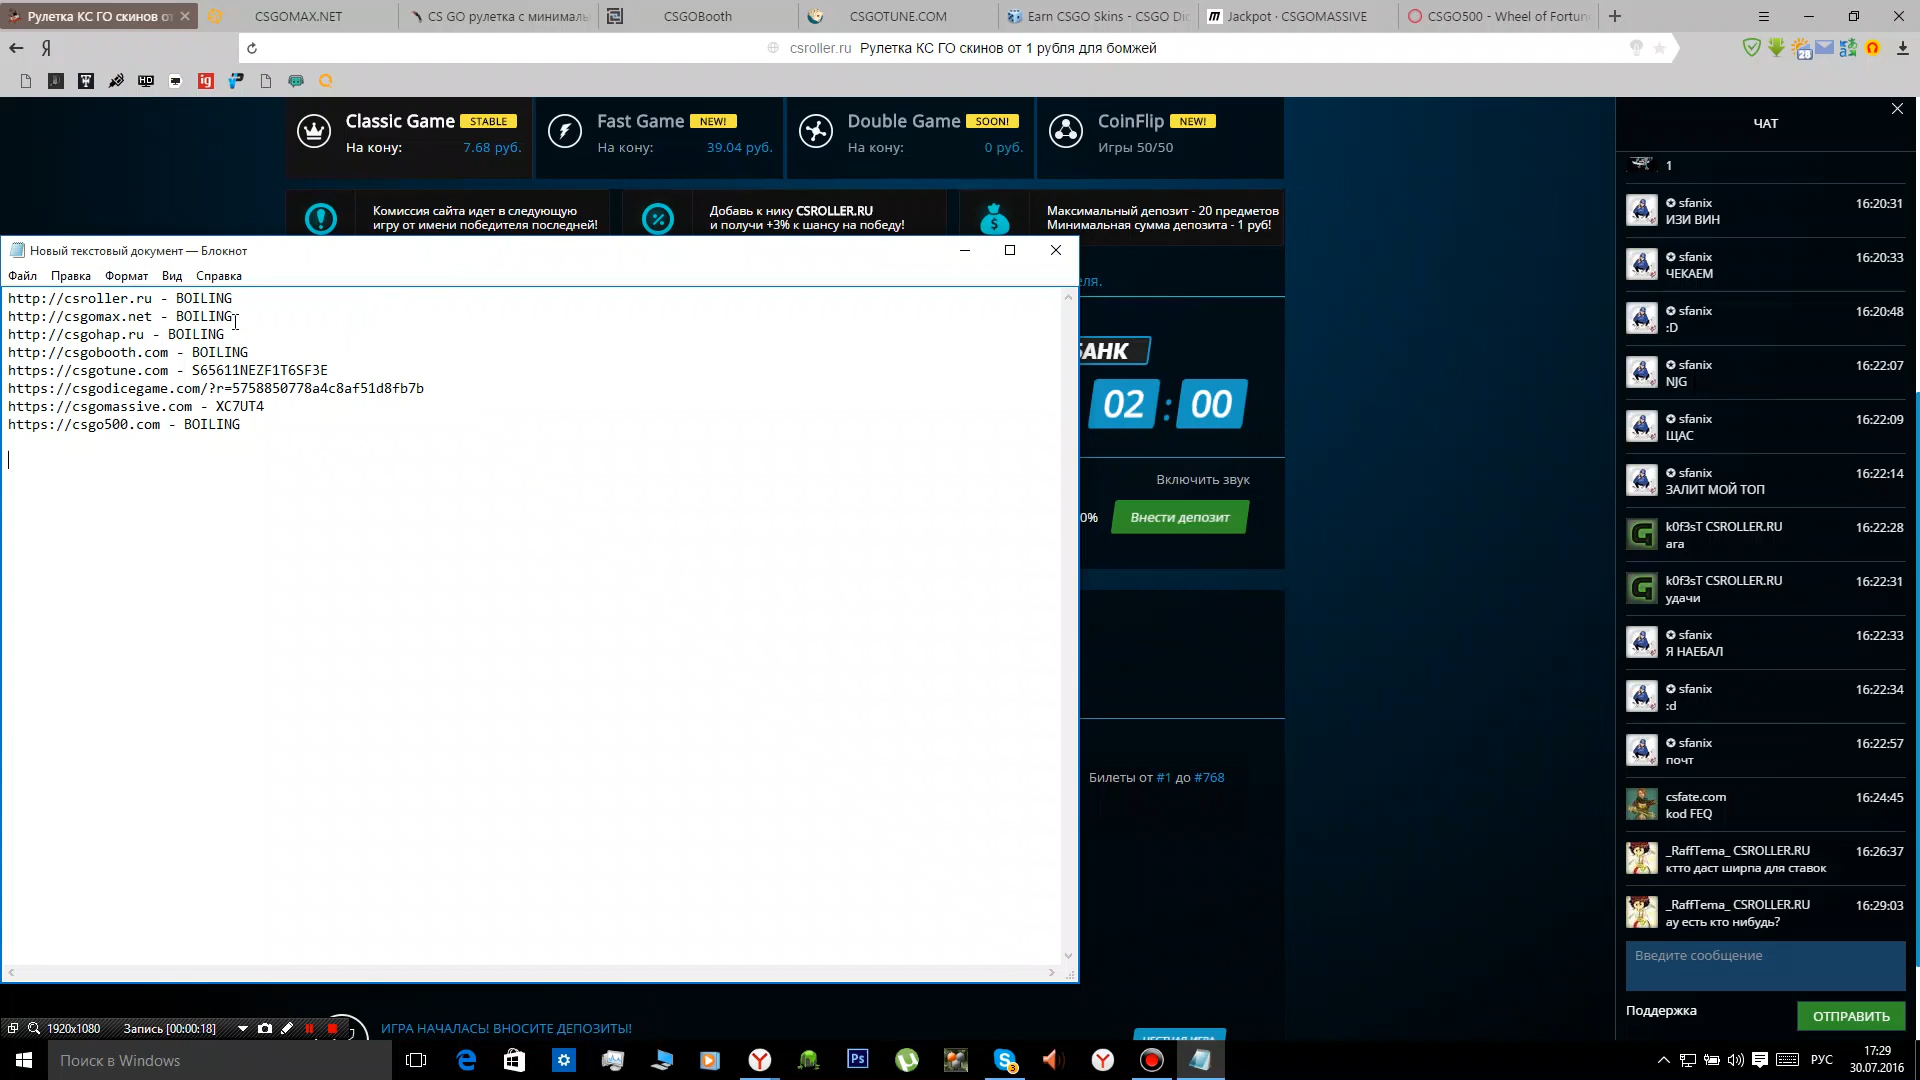 Рулетка КС ГО скинов от
CSGOMAX.NET
CS GO рулетка с минималь
CSGOBooth
CSGOTUNE.COM
Earn CSGO Skins - CSGO Di
Jackpot · CSGOMASSIVE
CSGO500 - Wheel of Fortun
csroller.ru Рулетка КС ГО скинов от 1 рубля для бомжей
Classic Game STABLE
На кону: 7.68 руб.
Fast Game NEW!
На кону: 39.04 руб.
Double Game SOON!
На кону: 0 руб.
CoinFlip NEW!
Игры 50/50
Комиссия сайта идет в следующую
игру от имени победителя последней!
Добавь к нику CSROLLER.RU
и получи +3% к шансу на победу!
Максимальный депозит - 20 предметов
Минимальная сумма депозита - 1 руб!
Новый текстовый документ — Блокнот
Файл Правка Формат Вид Справка
http://csroller.ru - BOILING
http://csgomax.net - BOILING
http://csgohap.ru - BOILING
http://csgobooth.com - BOILING
https://csgotune.com - S65611NEZF1T6SF3E
https://csgodicegame.com/?r=5758850778a4c8af51d8fb7b
https://csgomassive.com - XC7UT4
https://csgo500.com - BOILING
еля.
БАНК
02 : 00
Включить звук
0% Внести депозит
Билеты от #1 до #768
ИГРА НАЧАЛАСЬ! ВНОСИТЕ ДЕПОЗИТЫ!
ЧАТ
1
sfanix 16:20:31
ИЗИ ВИН
sfanix 16:20:33
ЧЕКАЕМ
sfanix 16:20:48
:D
sfanix 16:22:07
NJG
sfanix 16:22:09
ЩАС
sfanix 16:22:14
ЗАЛИТ МОЙ ТОП
k0f3sT CSROLLER.RU 16:22:28
ага
k0f3sT CSROLLER.RU 16:22:31
удачи
sfanix 16:22:33
Я НАЕБАЛ
sfanix 16:22:34
:d
sfanix 16:22:57
почт
csfate.com 16:24:45
kod FEQ
_RaffTema_ CSROLLER.RU 16:26:37
ктто даст ширпа для ставок
_RaffTema_ CSROLLER.RU 16:29:03
ау есть кто нибудь?
Введите сообщение
Поддержка
ОТПРАВИТЬ
1920x1080 Запись [00:00:18]
Поиск в Windows
РУС
17:29
30.07.2016